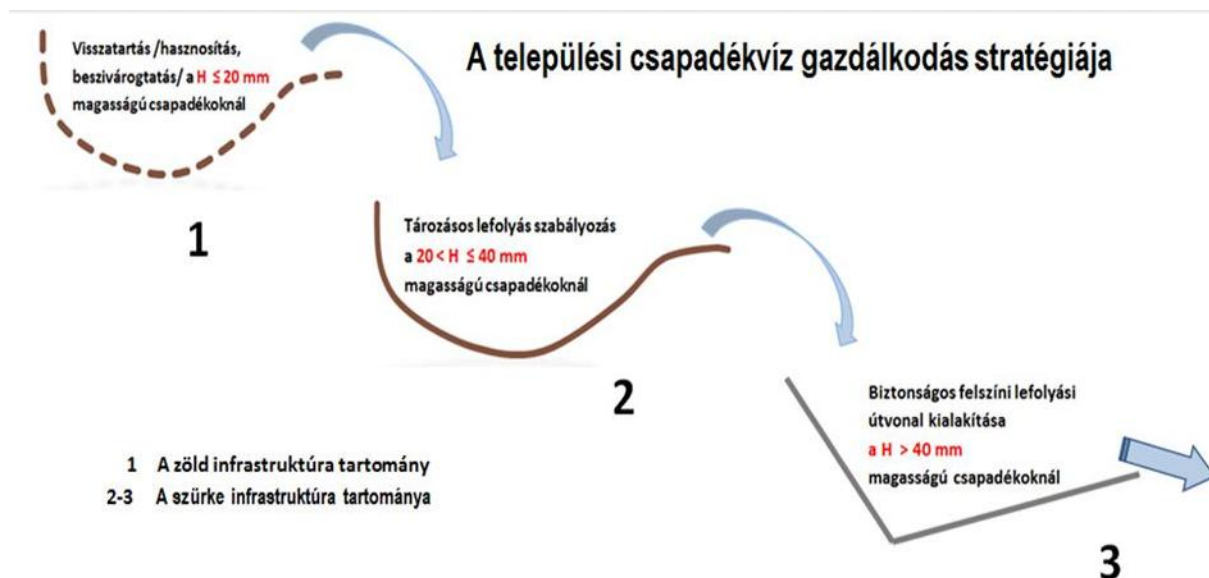 A települési csapadékvíz gazdálkodás stratégiája
Visszatartás /hasznosítás,
beszivárogtatás/ a H ≤ 20 mm
magasságú csapadékoknál
1
Tározásos lefolyás szabályozás
a 20 < H ≤ 40 mm
magasságú csapadékoknál
2
Biztonságos felszíni lefolyási
útvonal kialakítása
a H > 40 mm
magasságú csapadékoknál
3
1 A zöld infrastruktúra tartomány
2-3 A szürke infrastruktúra tartománya